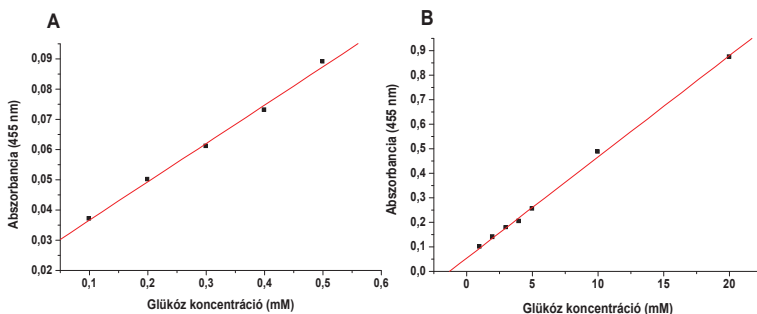 A
Abszorbancia (455 nm)
0,09
0,08
0,07
0,06
0,05
0,04
0,03
0,02
0,1 0,2 0,3 0,4 0,5 0,6
Glükóz koncentráció (mM)
B
Abszorbancia (455 nm)
0,9
0,8
0,7
0,6
0,5
0,4
0,3
0,2
0,1
0,0
0 5 10 15 20
Glükóz koncentráció (mM)